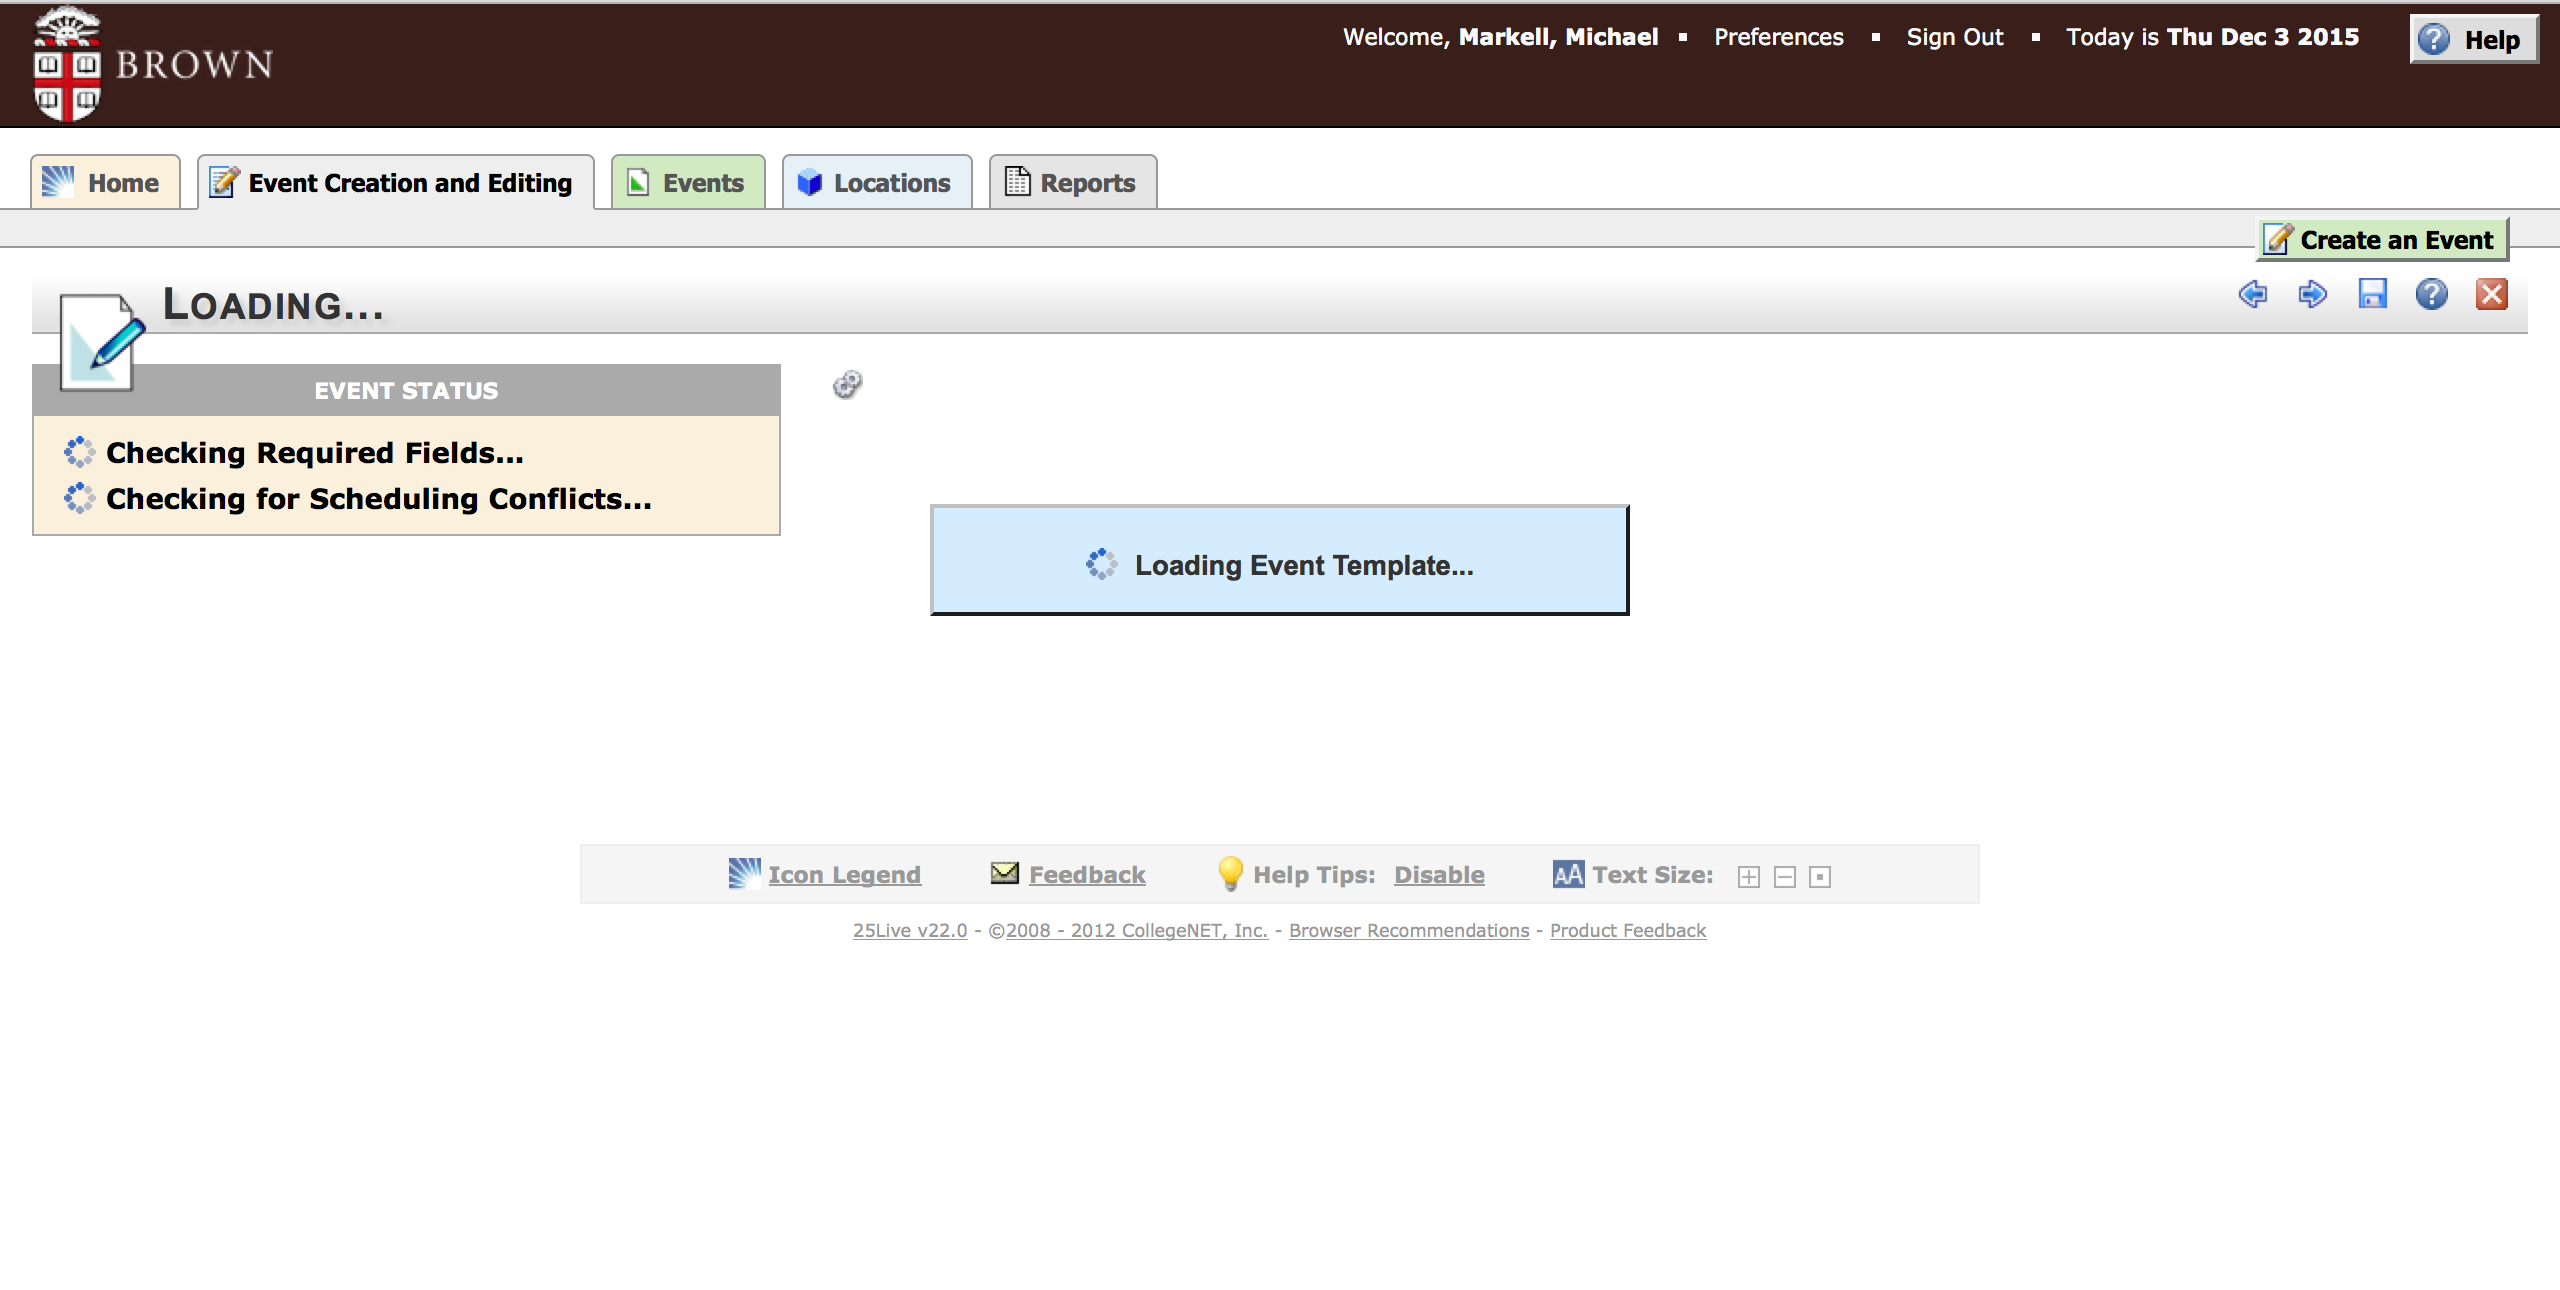 BROWN
Welcome, Markell, Michael ▪ Preferences ▪ Sign Out ▪ Today is Thu Dec 3 2015
Help
Home
Event Creation and Editing
Events
Locations
Reports
Create an Event
LOADING...
EVENT STATUS
Checking Required Fields...
Checking for Scheduling Conflicts...
Loading Event Template...
Icon Legend
Feedback
Help Tips: Disable
AA Text Size:
25Live v22.0 - ©2008 - 2012 CollegeNET, Inc. - Browser Recommendations - Product Feedback